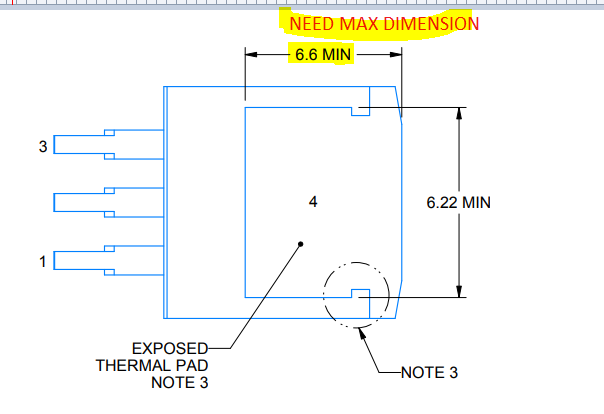 NEED MAX DIMENSION
6.6 MIN
3
4
6.22 MIN
1
EXPOSED
THERMAL PAD
NOTE 3
NOTE 3